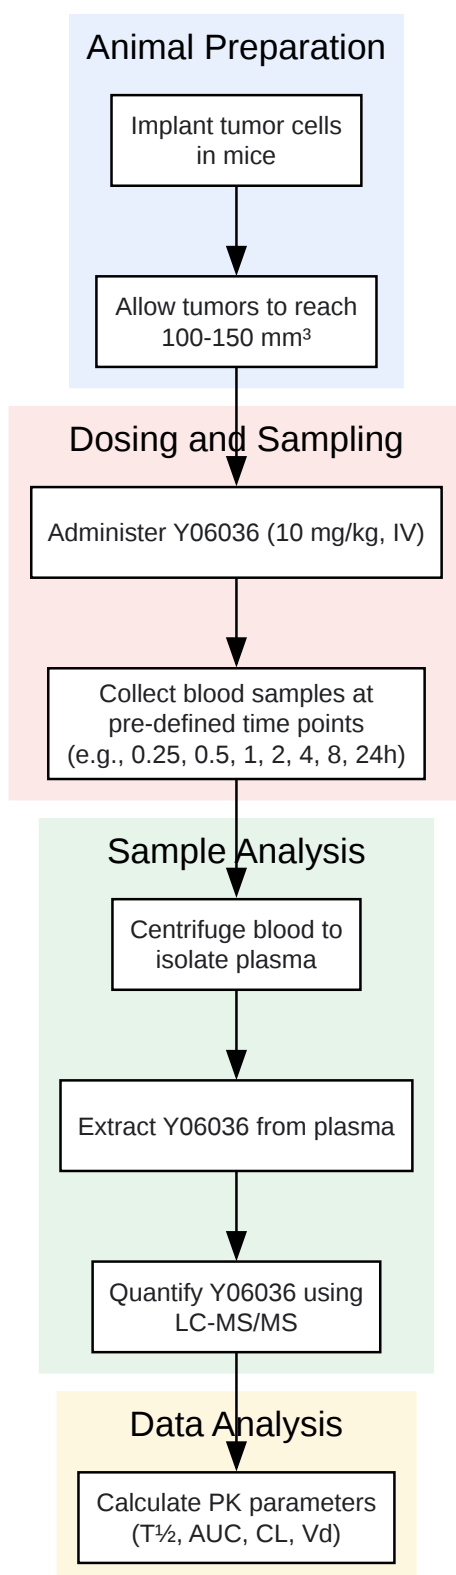 Animal Preparation
Implant tumor cells
in mice
Allow tumors to reach
100-150 mm³
Dosing and Sampling
Administer Y06036 (10 mg/kg, IV)
Collect blood samples at
pre-defined time points
(e.g., 0.25, 0.5, 1, 2, 4, 8, 24h)
Sample Analysis
Centrifuge blood to
isolate plasma
Extract Y06036 from plasma
Quantify Y06036 using
LC-MS/MS
Data Analysis
Calculate PK parameters
(T½, AUC, CL, Vd)